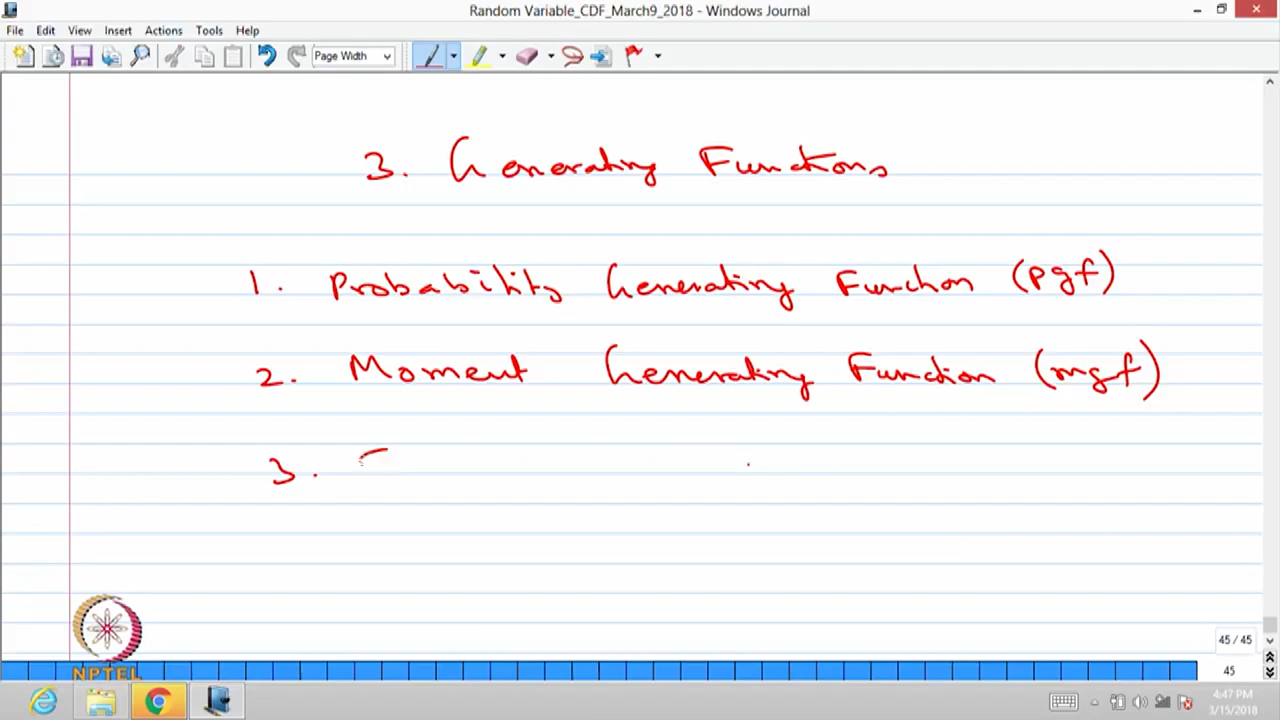 Random Variable_CDF_March9_2018 - Windows Journal
File Edit View Insert Actions Tools Help
Page Width
3. Generating Functions
1. Probability Generating Function (pgf)
2. Moment Generating Function (mgf)
3.
45 / 45
NPTEL
45
4:47 PM
3/15/2018